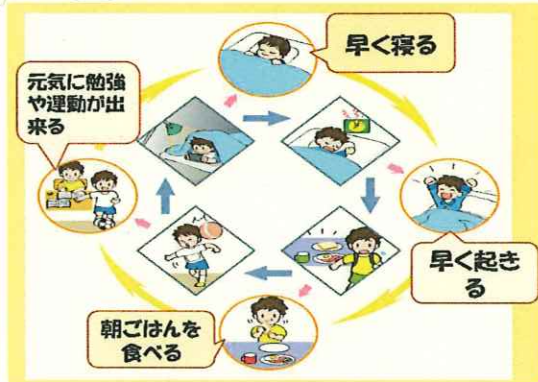 早く寝る
元気に勉強
や運動が出
来る
早く起き
る
朝ごはんを
食べる